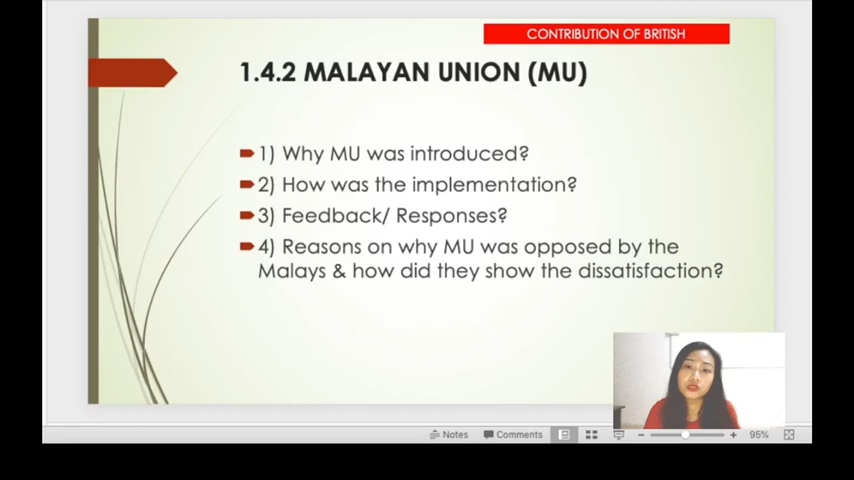 CONTRIBUTION OF BRITISH
1.4.2 MALAYAN UNION (MU)
1) Why MU was introduced?
2) How was the implementation?
3) Feedback/ Responses?
4) Reasons on why MU was opposed by the
Malays & how did they show the dissatisfaction?
Notes Comments 95%